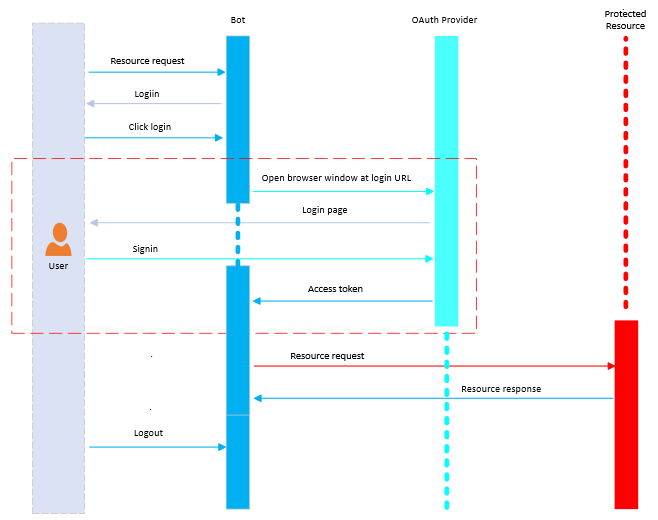 Bot
OAuth Provider
Protected
Resource
Resource request
Logiin
Click login
Open browser window at login URL
Login page
Signin
User
Access token
Resource request
Resource response
Logout